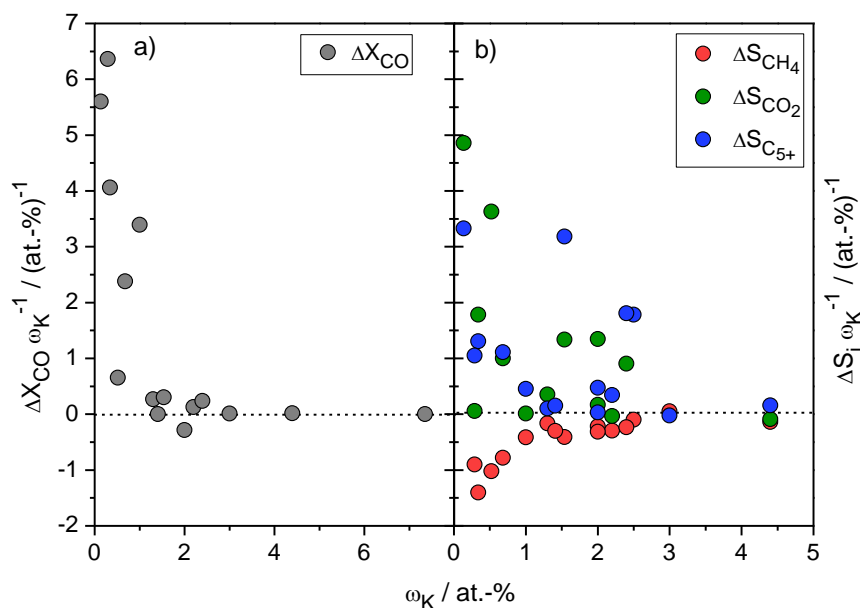 a)
ΔX_CO
b)
ΔS_CH₄
ΔS_CO₂
ΔS_C₅₊
7
6
5
4
3
2
1
0
-1
-2
0 2 4 6
0 1 2 3 4 5
ΔX_CO ω_K⁻¹ / (at.-%)⁻¹
ΔS_i ω_K⁻¹ / (at.-%)⁻¹
ω_K / at.-%